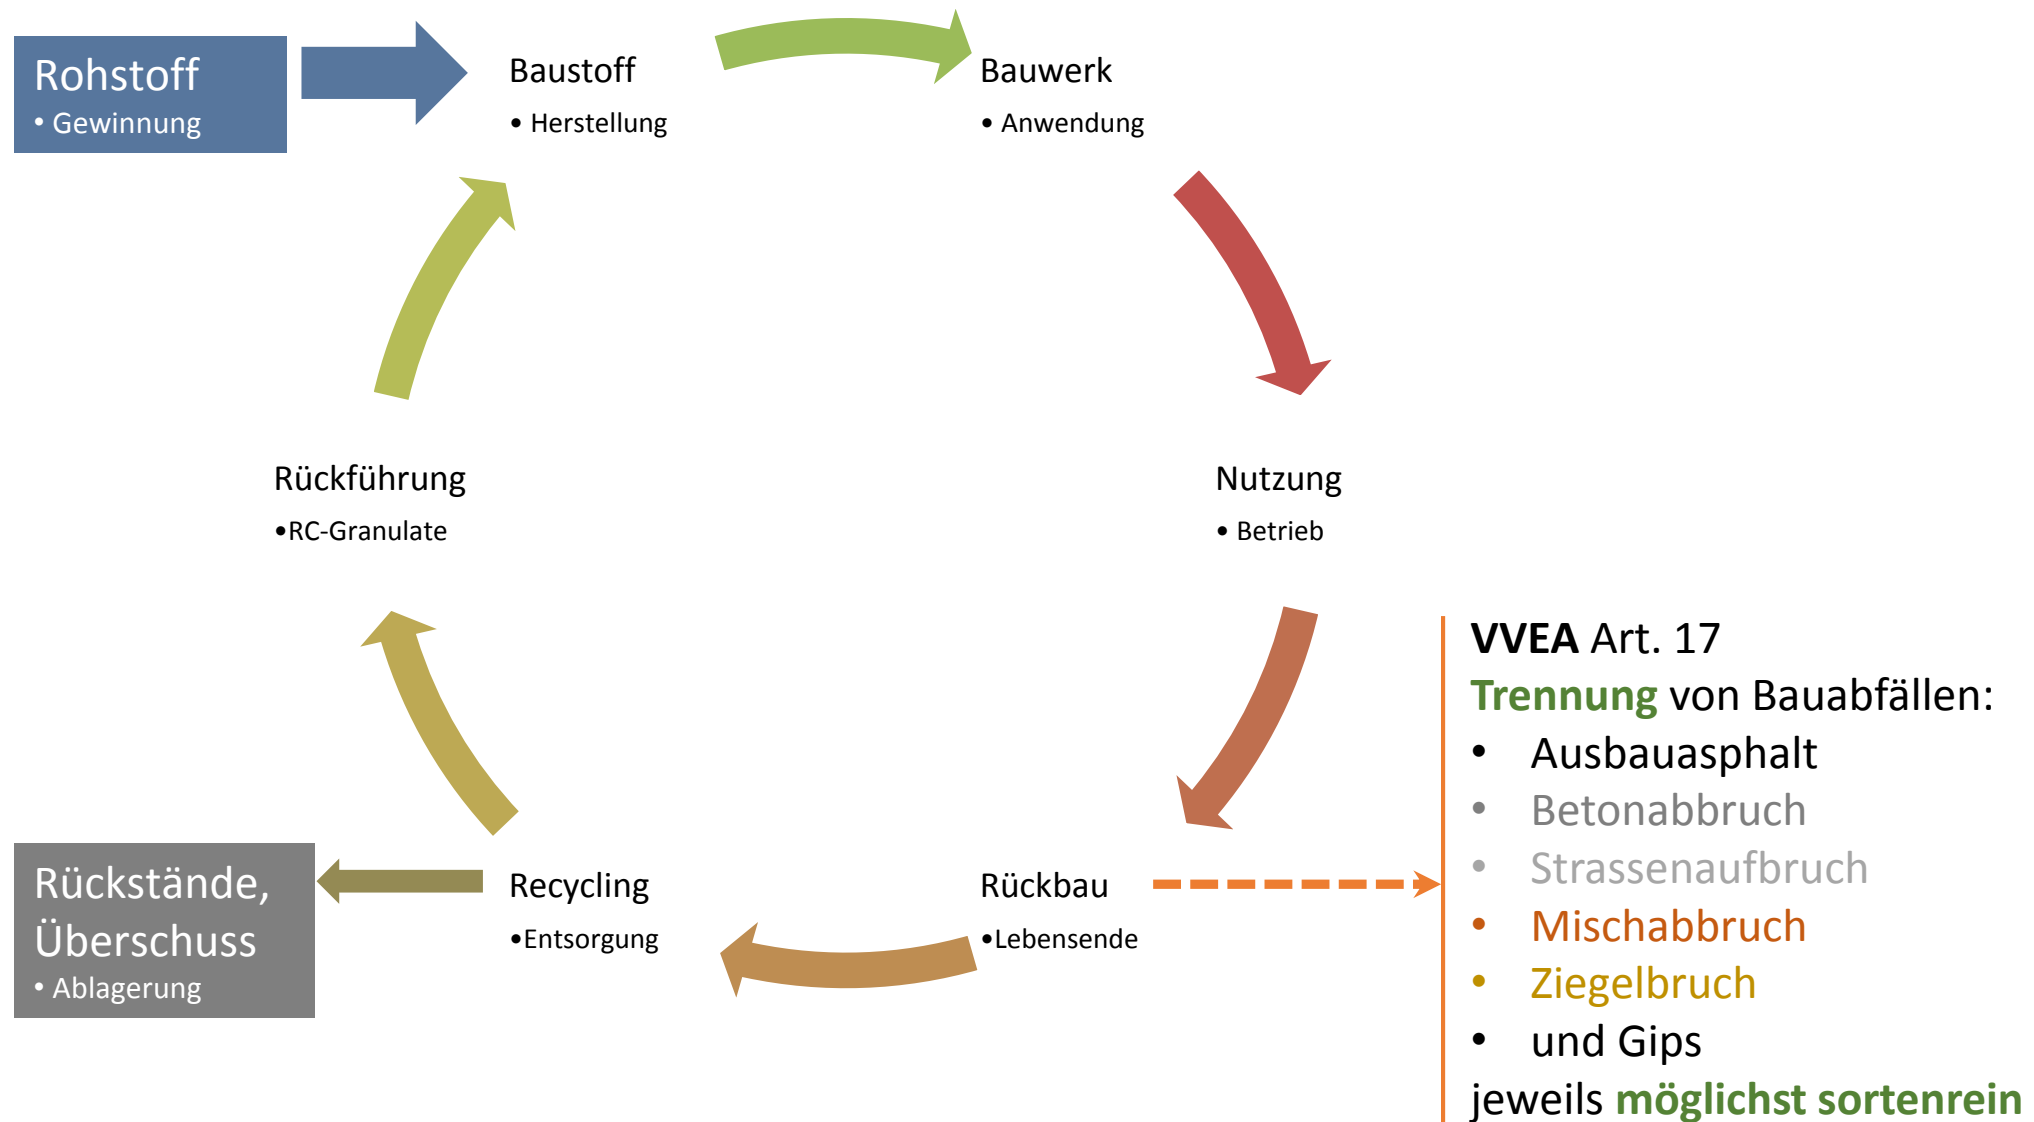 Rohstoff
• Gewinnung
Baustoff
• Herstellung
Bauwerk
• Anwendung
Rückführung
•RC-Granulate
Nutzung
• Betrieb
Rückstände,
Überschuss
• Ablagerung
Recycling
•Entsorgung
Rückbau
•Lebensende
VVEA Art. 17
Trennung von Bauabfällen:
• Ausbauasphalt
• Betonabbruch
• Strassenaufbruch
• Mischabbruch
• Ziegelbruch
• und Gips
jeweils möglichst sortenrein